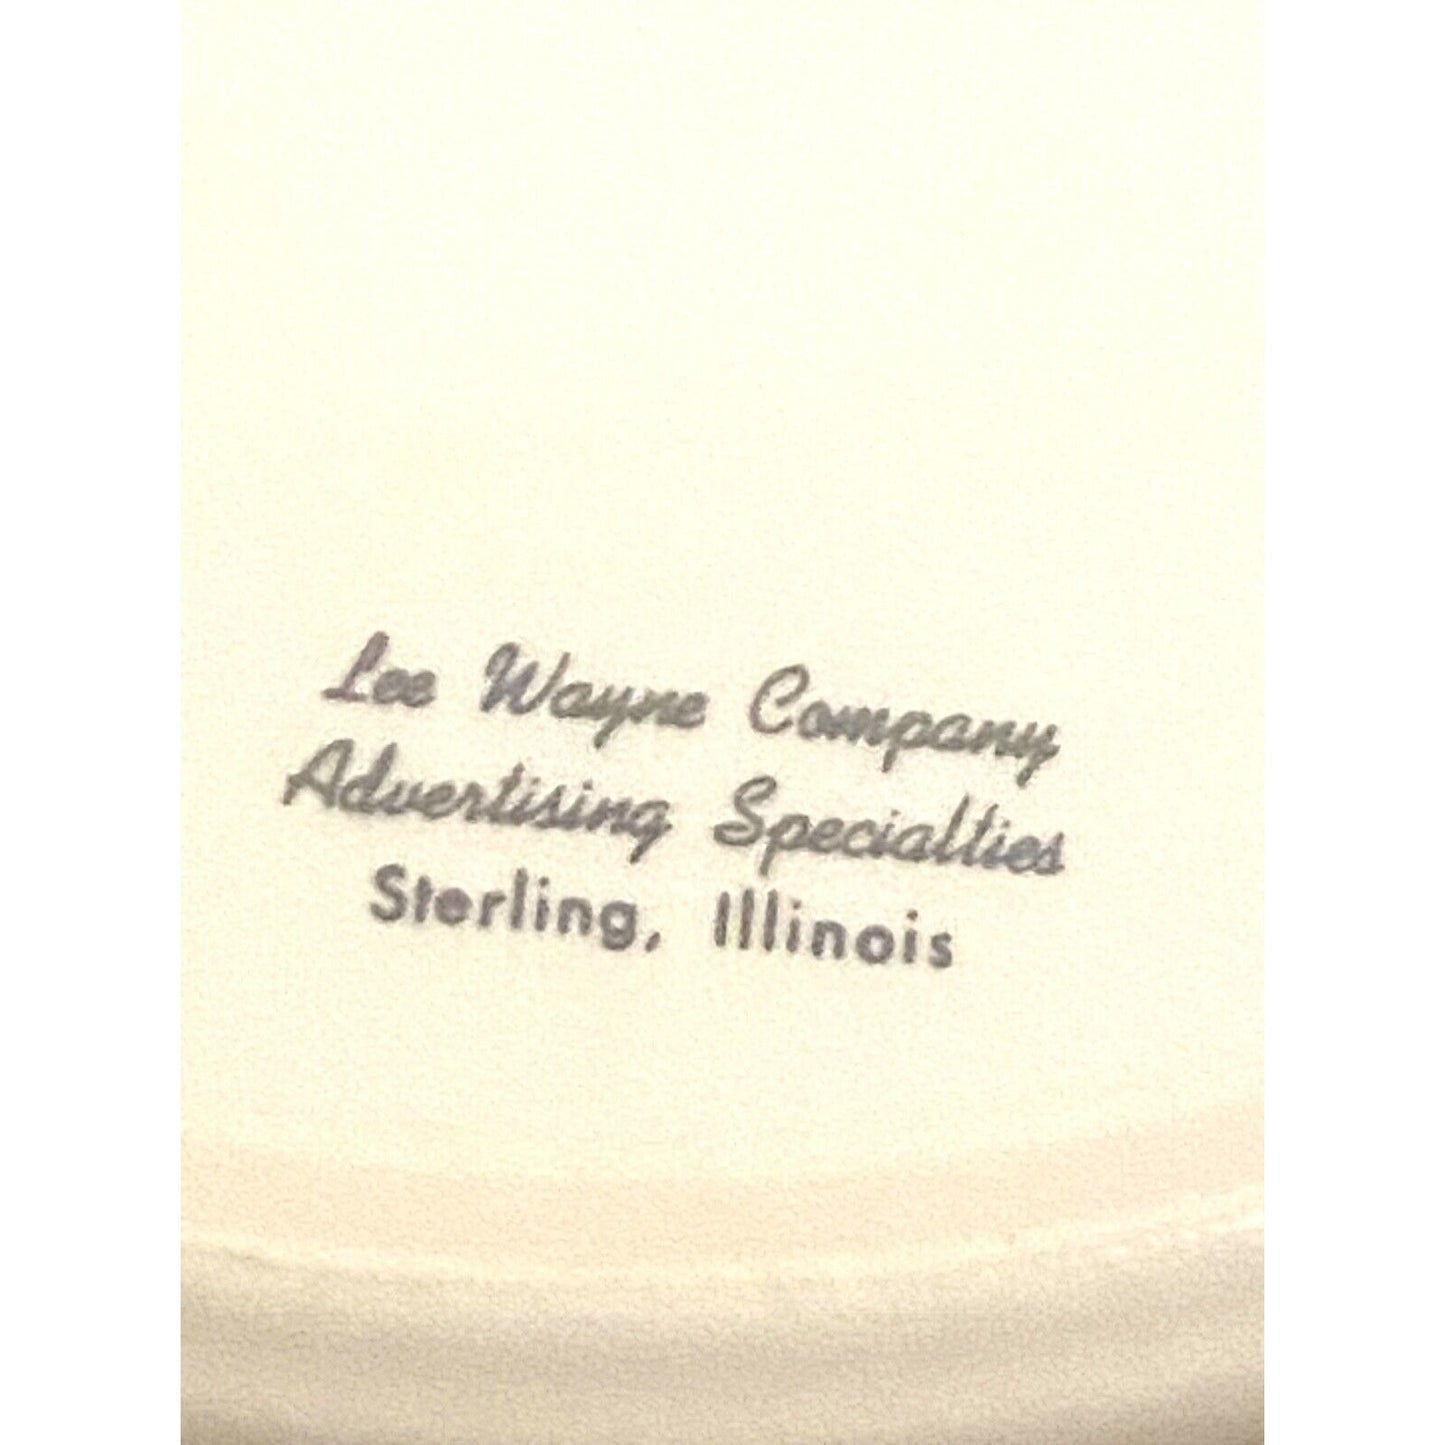 Lee Wayne Company
Advertising Specialties
Sterling, Illinois